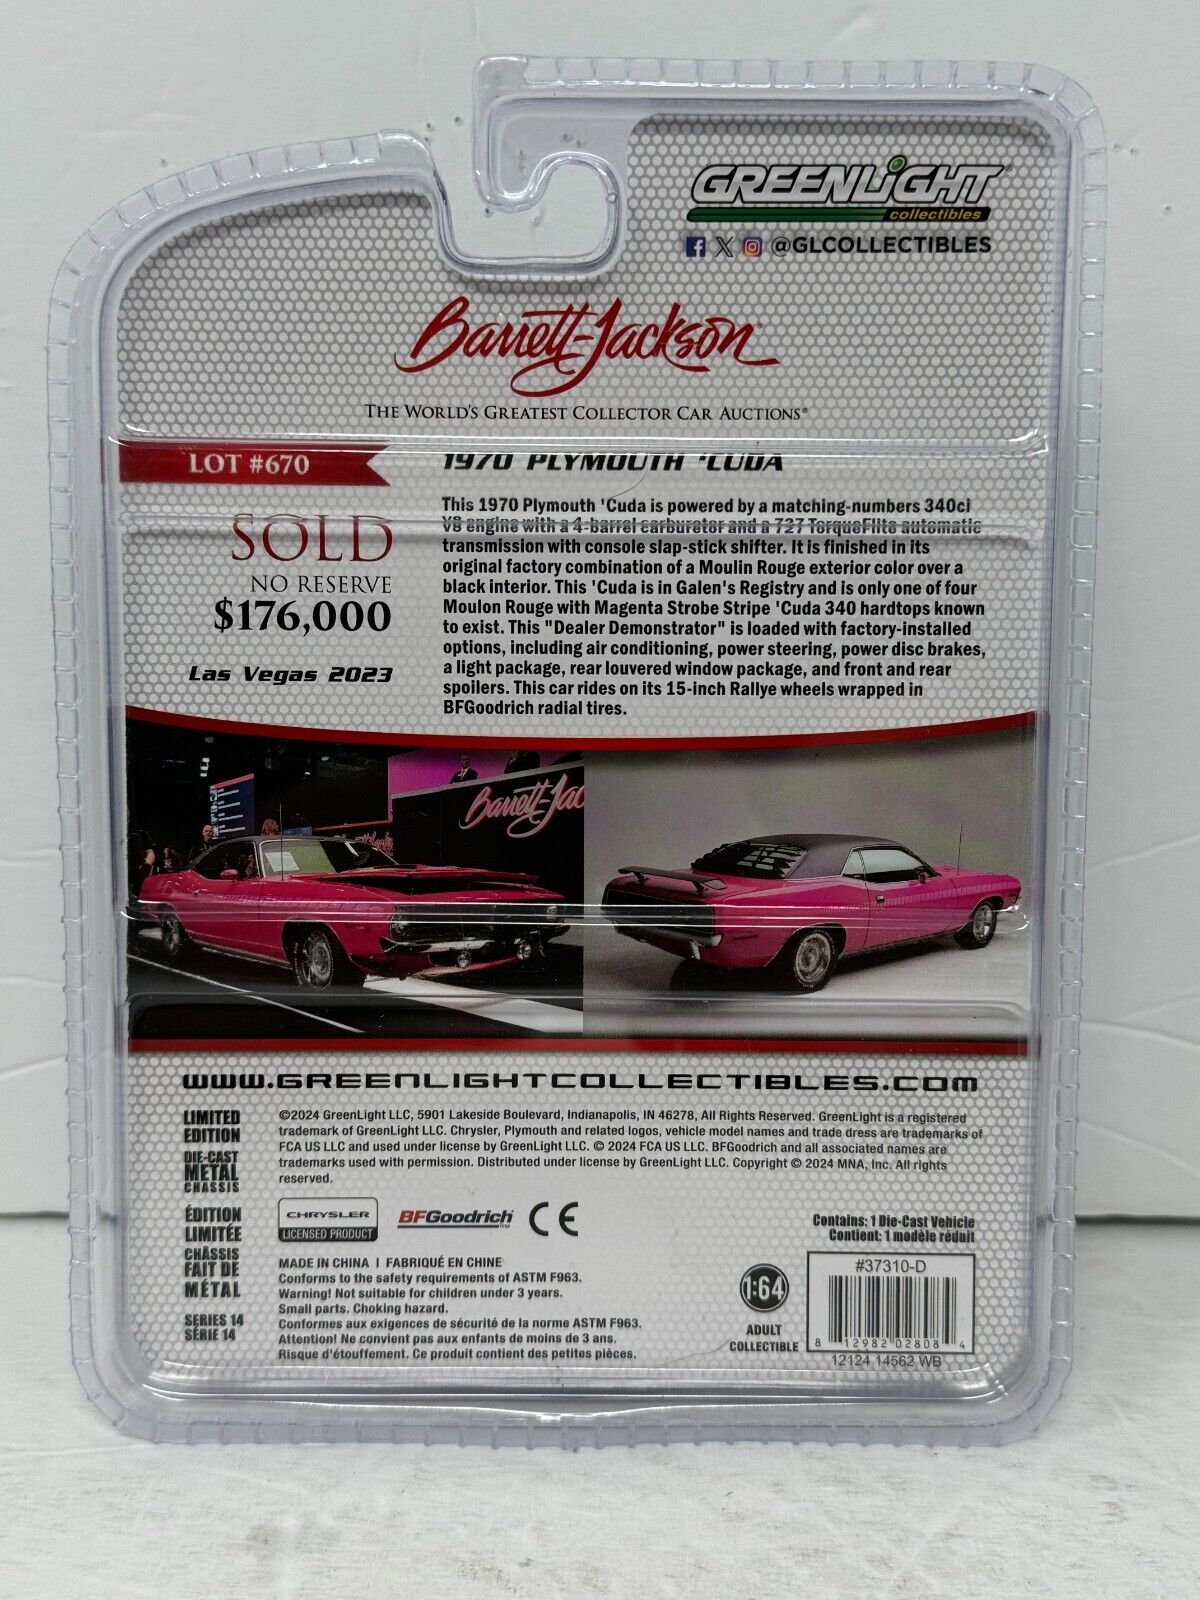 GREENLiGHT®
collectibles
@GLCOLLECTIBLES
Barrett-Jackson®
THE WORLD'S GREATEST COLLECTOR CAR AUCTIONS®
LOT #670
SOLD
NO RESERVE
$176,000
Las Vegas 2023
1970 PLYMOUTH 'CUDA
This 1970 Plymouth 'Cuda is powered by a matching-numbers 340ci
V8 engine with a 4-barrel carburetor and a 727 TorqueFlite automatic
transmission with console slap-stick shifter. It is finished in its
original factory combination of a Moulin Rouge exterior color over a
black interior. This 'Cuda is in Galen's Registry and is only one of four
Moulon Rouge with Magenta Strobe Stripe 'Cuda 340 hardtops known
to exist. This "Dealer Demonstrator" is loaded with factory-installed
options, including air conditioning, power steering, power disc brakes,
a light package, rear louvered window package, and front and rear
spoilers. This car rides on its 15-inch Rallye wheels wrapped in
BFGoodrich radial tires.
Barrett-Jac
WWW.GREENLIGHTCOLLECTIBLES.COM
LIMITED
EDITION
DIE-CAST
METAL
CHASSIS
ÉDITION
LIMITÉE
CHÂSSIS
FAIT DE
MÉTAL
SERIES 14
SÉRIE 14
©2024 GreenLight LLC, 5901 Lakeside Boulevard, Indianapolis, IN 46278, All Rights Reserved. GreenLight is a registered
trademark of GreenLight LLC. Chrysler, Plymouth and related logos, vehicle model names and trade dress are trademarks of
FCA US LLC and used under license by GreenLight LLC. © 2024 FCA US LLC. BFGoodrich and all associated names are
trademarks used with permission. Distributed under license by GreenLight LLC. Copyright © 2024 MNA, Inc. All rights
reserved.
CHRYSLER
LICENSED PRODUCT
BFGoodrich
Tires
CE
MADE IN CHINA | FABRIQUÉ EN CHINE
Conforms to the safety requirements of ASTM F963.
Warning! Not suitable for children under 3 years.
Small parts. Choking hazard.
Conformes aux exigences de sécurité de la norme ASTM F963.
Attention! Ne convient pas aux enfants de moins de 3 ans.
Risque d'étouffement. Ce produit contient des petites pièces.
1:64
ADULT
COLLECTIBLE
Contains: 1 Die-Cast Vehicle
Contient: 1 modèle réduit
#37310-D
8 12982 02808 4
12124 14562 WB